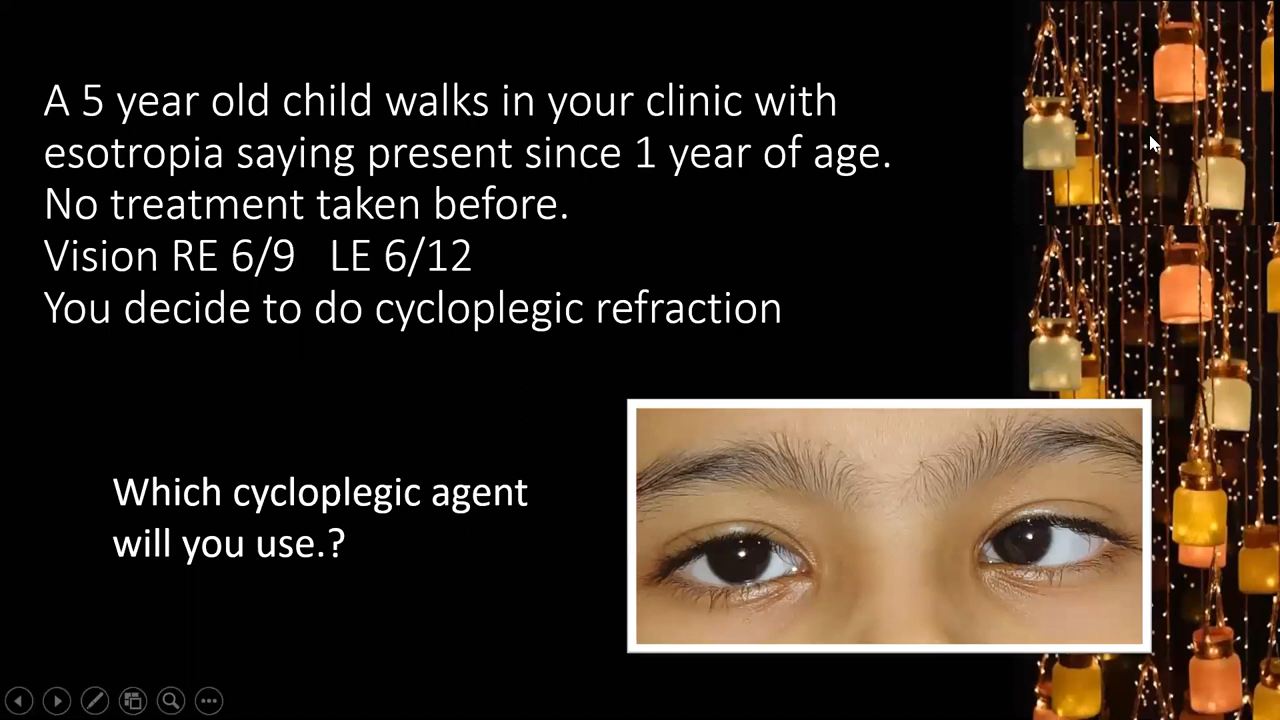 A 5 year old child walks in your clinic with
esotropia saying present since 1 year of age.
No treatment taken before.
Vision RE 6/9 LE 6/12
You decide to do cycloplegic refraction
Which cycloplegic agent
will you use.?